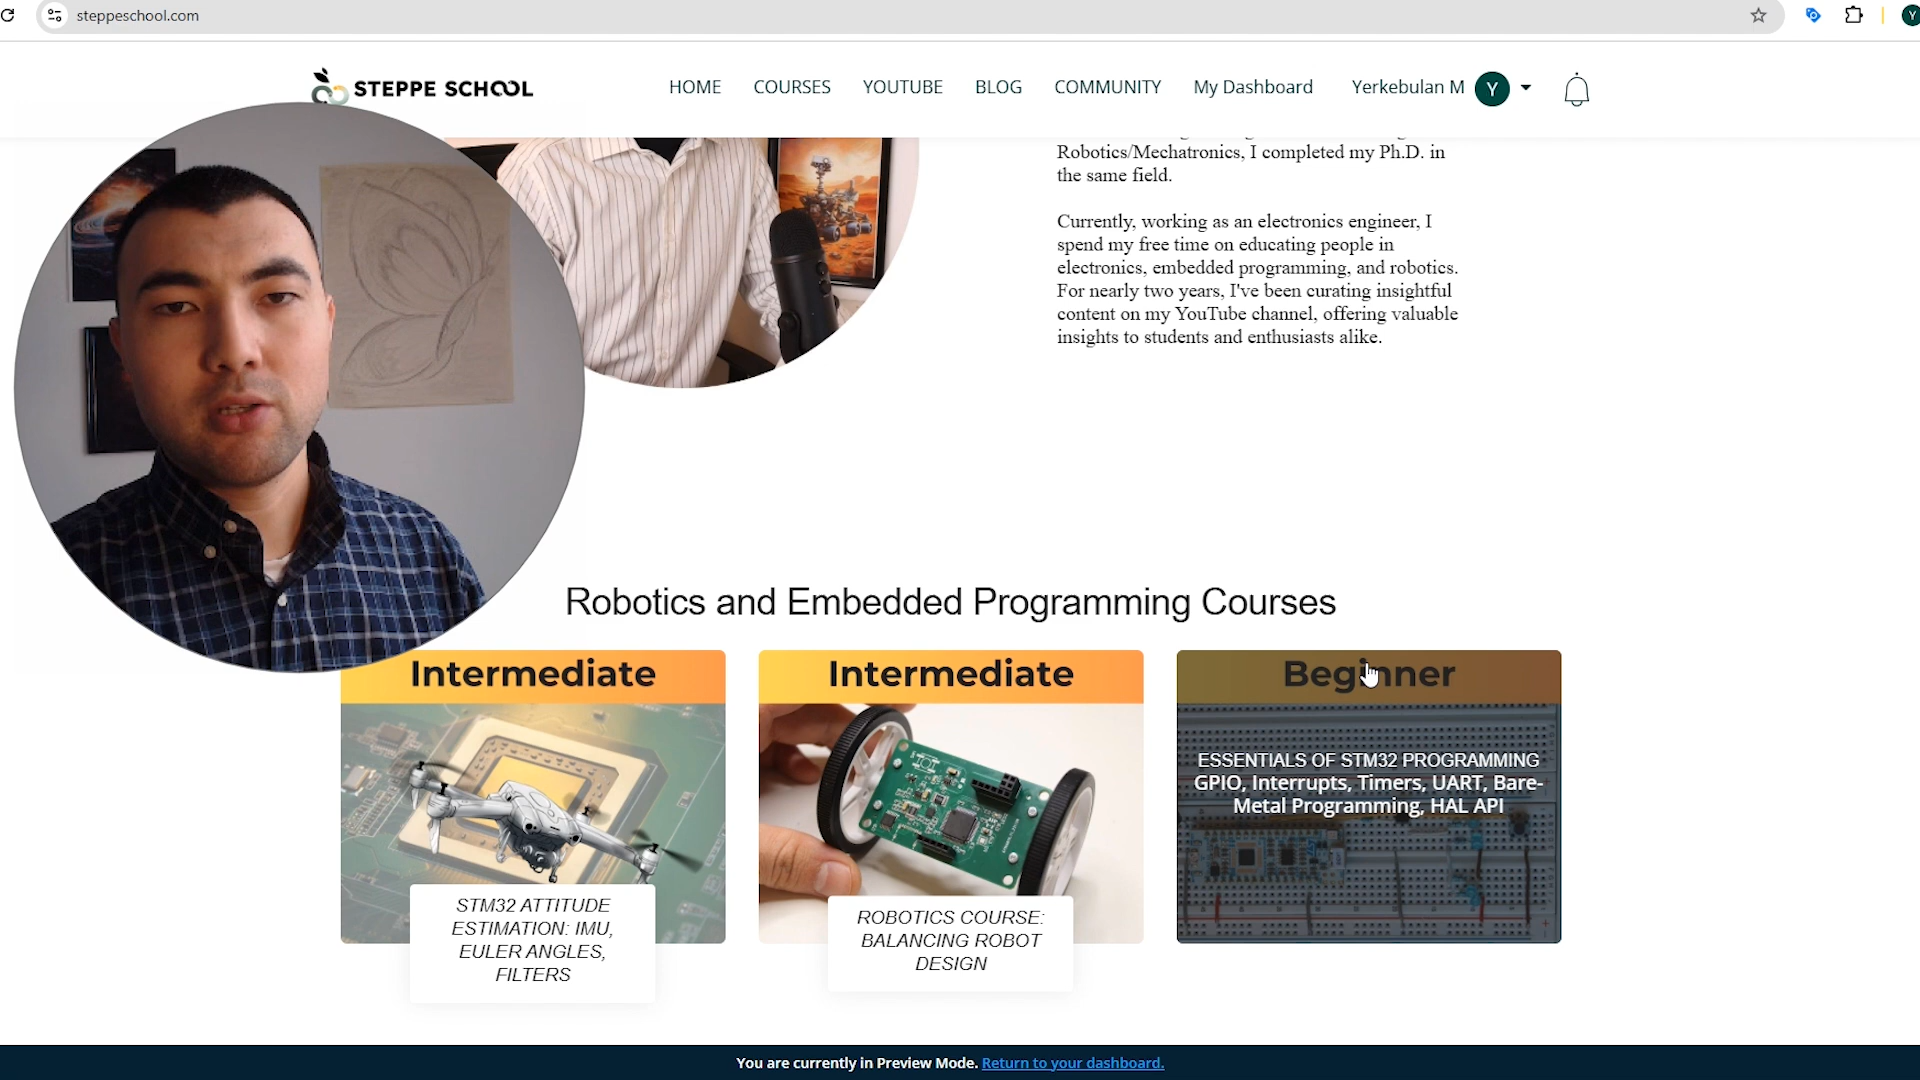 steppeschool.com
STEPPE SCHOOL
HOME
COURSES
YOUTUBE
BLOG
COMMUNITY
My Dashboard
Yerkebulan M
Y
Y
Robotics/Mechatronics, I completed my Ph.D. in
the same field.
Currently, working as an electronics engineer, I
spend my free time on educating people in
electronics, embedded programming, and robotics.
For nearly two years, I've been curating insightful
content on my YouTube channel, offering valuable
insights to students and enthusiasts alike.
Robotics and Embedded Programming Courses
Intermediate
STM32 ATTITUDE
ESTIMATION: IMU,
EULER ANGLES,
FILTERS
Intermediate
ROBOTICS COURSE:
BALANCING ROBOT
DESIGN
Beginner
ESSENTIALS OF STM32 PROGRAMMING
GPIO, Interrupts, Timers, UART, Bare-
Metal Programming, HAL API
You are currently in Preview Mode. Return to your dashboard.